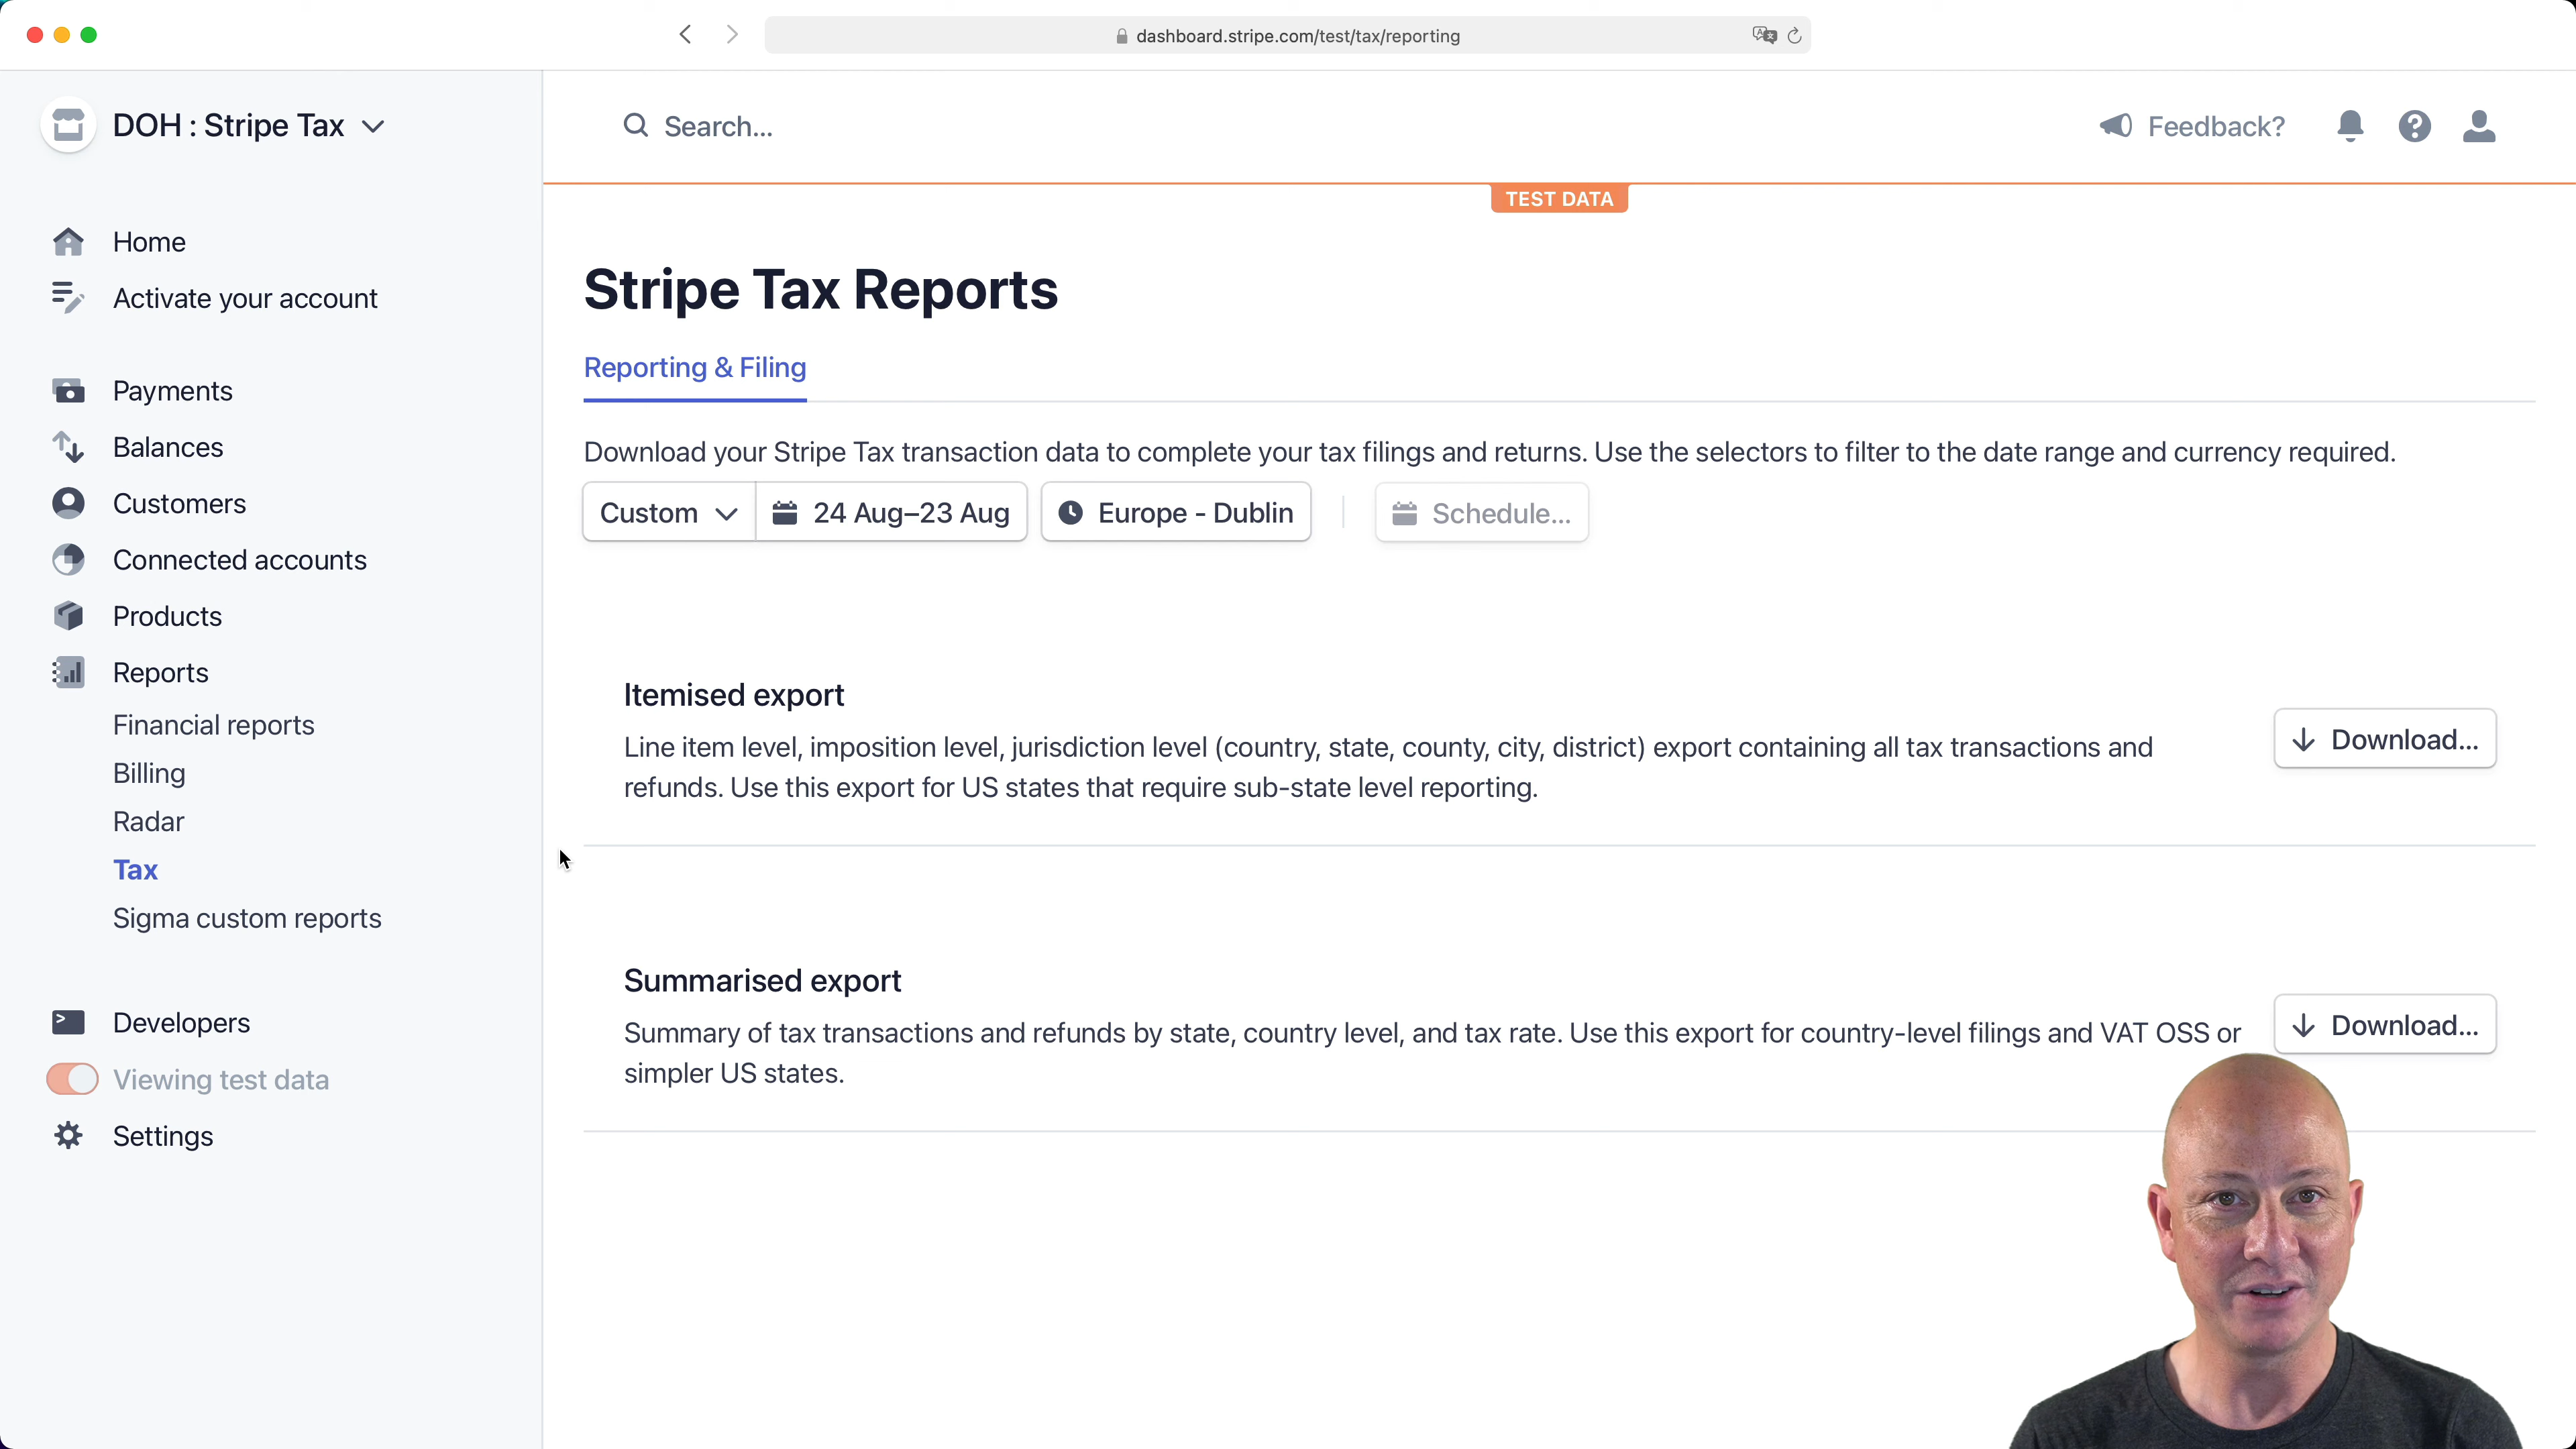 dashboard.stripe.com/test/tax/reporting
DOH : Stripe Tax
Search...
Feedback?
TEST DATA
Home
Activate your account
Payments
Balances
Customers
Connected accounts
Products
Reports
Financial reports
Billing
Radar
Tax
Sigma custom reports
Developers
Viewing test data
Settings
Stripe Tax Reports
Reporting & Filing
Download your Stripe Tax transaction data to complete your tax filings and returns. Use the selectors to filter to the date range and currency required.
Custom
24 Aug–23 Aug
Europe - Dublin
Schedule...
Itemised export
Line item level, imposition level, jurisdiction level (country, state, county, city, district) export containing all tax transactions and
refunds. Use this export for US states that require sub-state level reporting.
Download...
Summarised export
Summary of tax transactions and refunds by state, country level, and tax rate. Use this export for country-level filings and VAT OSS or
simpler US states.
Download...